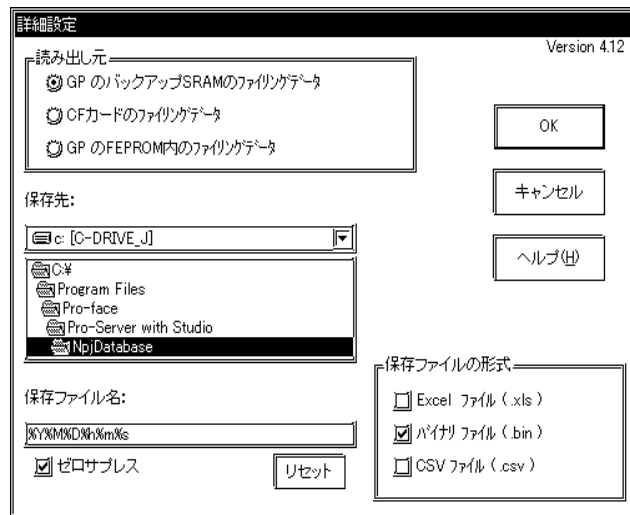 詳細設定
Version 4.12
読み出し元
GP のバックアップSRAMのﾌｧｲﾘﾝｸﾞﾃﾞｰﾀ
CFカードのﾌｧｲﾘﾝｸﾞﾃﾞｰﾀ
GP のFEPROM内のﾌｧｲﾘﾝｸﾞﾃﾞｰﾀ
OK
キャンセル
ヘルプ(H)
保存先:
c: [C-DRIVE_J]
C:¥
Program Files
Pro-face
Pro-Server with Studio
NpjDatabase
保存ファイル名:
%Y%M%D%h%m%s
ゼロサプレス
リセット
保存ファイルの形式
Excel ﾌｧｲﾙ ( .xls )
ﾊﾞｲﾅﾘ ﾌｧｲﾙ ( .bin )
CSV ﾌｧｲﾙ ( .csv )